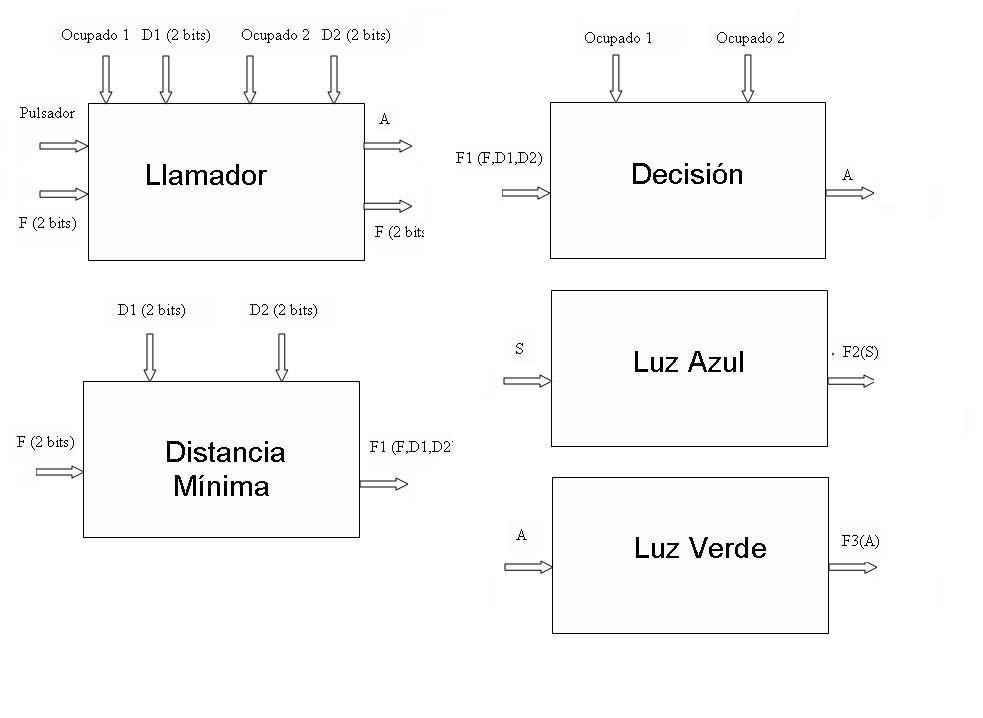 Ocupado 1 D1 (2 bits) Ocupado 2 D2 (2 bits)
Pulsador
A
Llamador
F (2 bits)
F (2 bits
Ocupado 1 Ocupado 2
F1 (F,D1,D2)
Decisión
A
D1 (2 bits) D2 (2 bits)
F (2 bits)
Distancia
Mínima
F1 (F,D1,D2
S
Luz Azul
F2(S)
A
Luz Verde
F3(A)